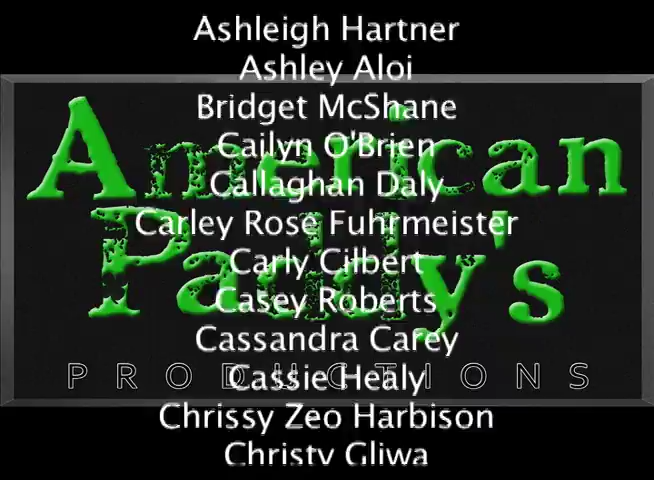 Ashleigh Hartner
Ashley Aloi
Bridget McShane
American
Cailyn O'Brien
Callaghan Daly
Carley Rose Fuhrmeister
Paddy's
Carly Cilbert
Casey Roberts
Cassandra Carey
PRODUCTIONS
Cassie Healy
Chrissy Zeo Harbison
Christy Gliwa